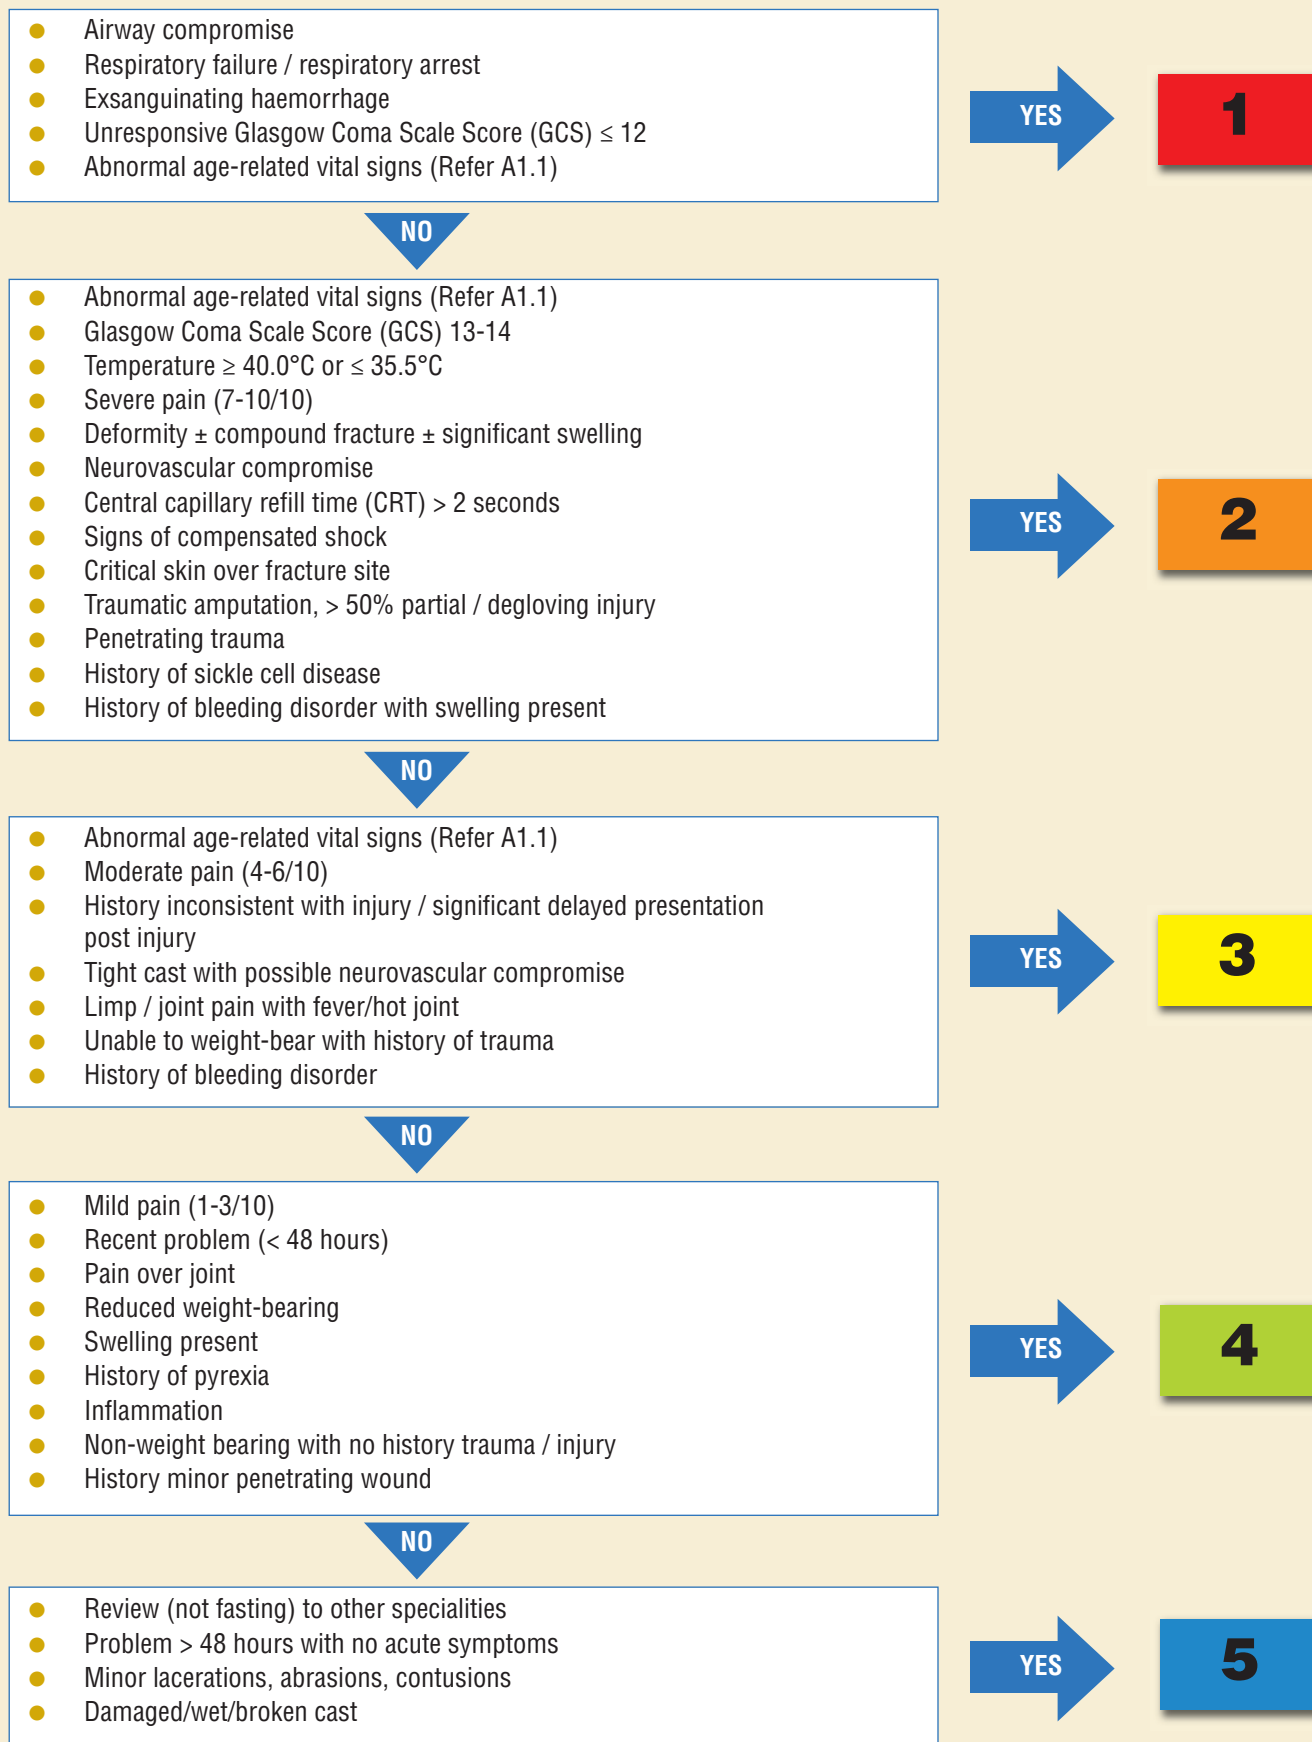 Airway compromise
Respiratory failure / respiratory arrest
Exsanguinating haemorrhage
Unresponsive Glasgow Coma Scale Score (GCS) ≤ 12
Abnormal age-related vital signs (Refer A1.1)
YES
1
NO
Abnormal age-related vital signs (Refer A1.1)
Glasgow Coma Scale Score (GCS) 13-14
Temperature ≥ 40.0°C or ≤ 35.5°C
Severe pain (7-10/10)
Deformity ± compound fracture ± significant swelling
Neurovascular compromise
Central capillary refill time (CRT) > 2 seconds
Signs of compensated shock
Critical skin over fracture site
Traumatic amputation, > 50% partial / degloving injury
Penetrating trauma
History of sickle cell disease
History of bleeding disorder with swelling present
YES
2
NO
Abnormal age-related vital signs (Refer A1.1)
Moderate pain (4-6/10)
History inconsistent with injury / significant delayed presentation
post injury
Tight cast with possible neurovascular compromise
Limp / joint pain with fever/hot joint
Unable to weight-bear with history of trauma
History of bleeding disorder
YES
3
NO
Mild pain (1-3/10)
Recent problem (< 48 hours)
Pain over joint
Reduced weight-bearing
Swelling present
History of pyrexia
Inflammation
Non-weight bearing with no history trauma / injury
History minor penetrating wound
YES
4
NO
Review (not fasting) to other specialities
Problem > 48 hours with no acute symptoms
Minor lacerations, abrasions, contusions
Damaged/wet/broken cast
YES
5